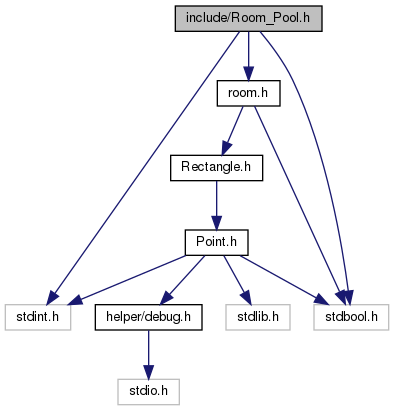 include/Room_Pool.h
room.h
Rectangle.h
Point.h
stdint.h
helper/debug.h
stdlib.h
stdbool.h
stdio.h